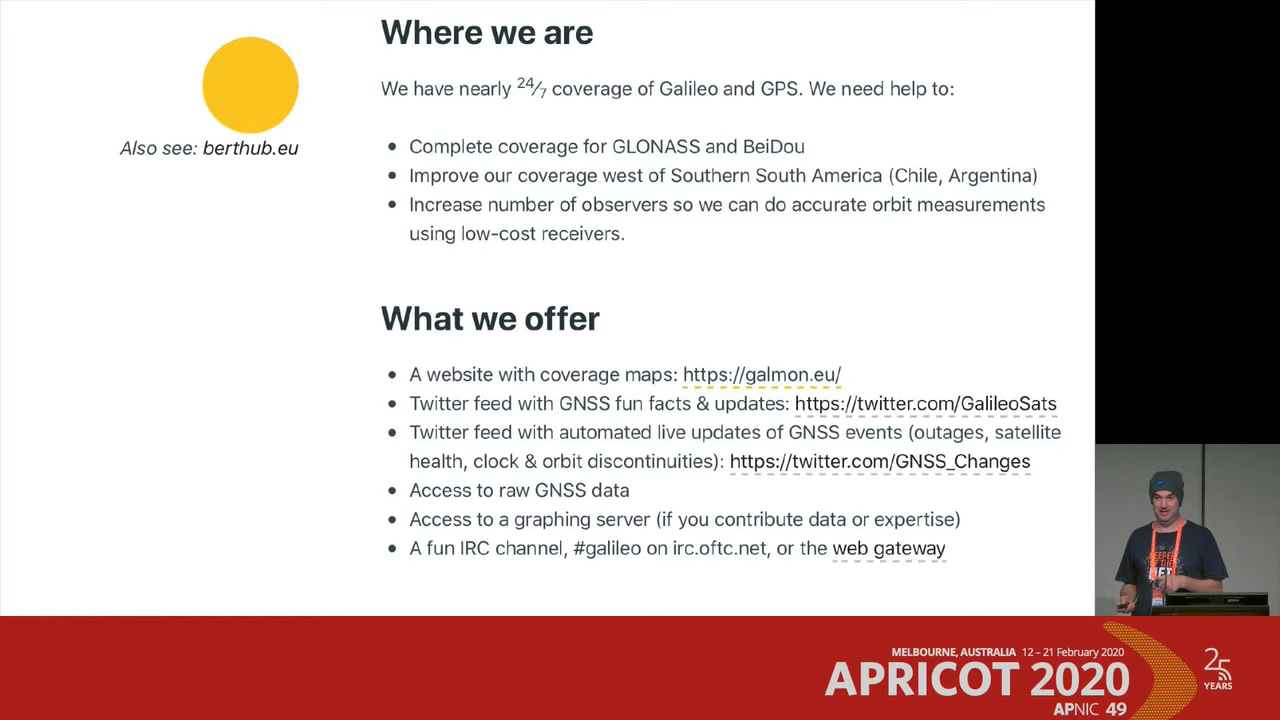 Where we are
We have nearly 24/7 coverage of Galileo and GPS. We need help to:
Also see: berthub.eu
• Complete coverage for GLONASS and BeiDou
• Improve our coverage west of Southern South America (Chile, Argentina)
• Increase number of observers so we can do accurate orbit measurements
using low-cost receivers.
What we offer
• A website with coverage maps: https://galmon.eu/
• Twitter feed with GNSS fun facts & updates: https://twitter.com/GalileoSats
• Twitter feed with automated live updates of GNSS events (outages, satellite
health, clock & orbit discontinuities): https://twitter.com/GNSS_Changes
• Access to raw GNSS data
• Access to a graphing server (if you contribute data or expertise)
• A fun IRC channel, #galileo on irc.oftc.net, or the web gateway
MELBOURNE, AUSTRALIA 12 – 21 February 2020
APRICOT 2020
APNIC 49
25
YEARS